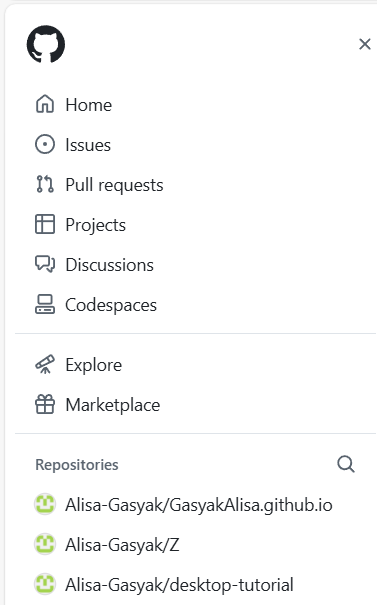 Home
Issues
Pull requests
Projects
Discussions
Codespaces
Explore
Marketplace
Repositories
Alisa-Gasyak/GasyakAlisa.github.io
Alisa-Gasyak/Z
Alisa-Gasyak/desktop-tutorial